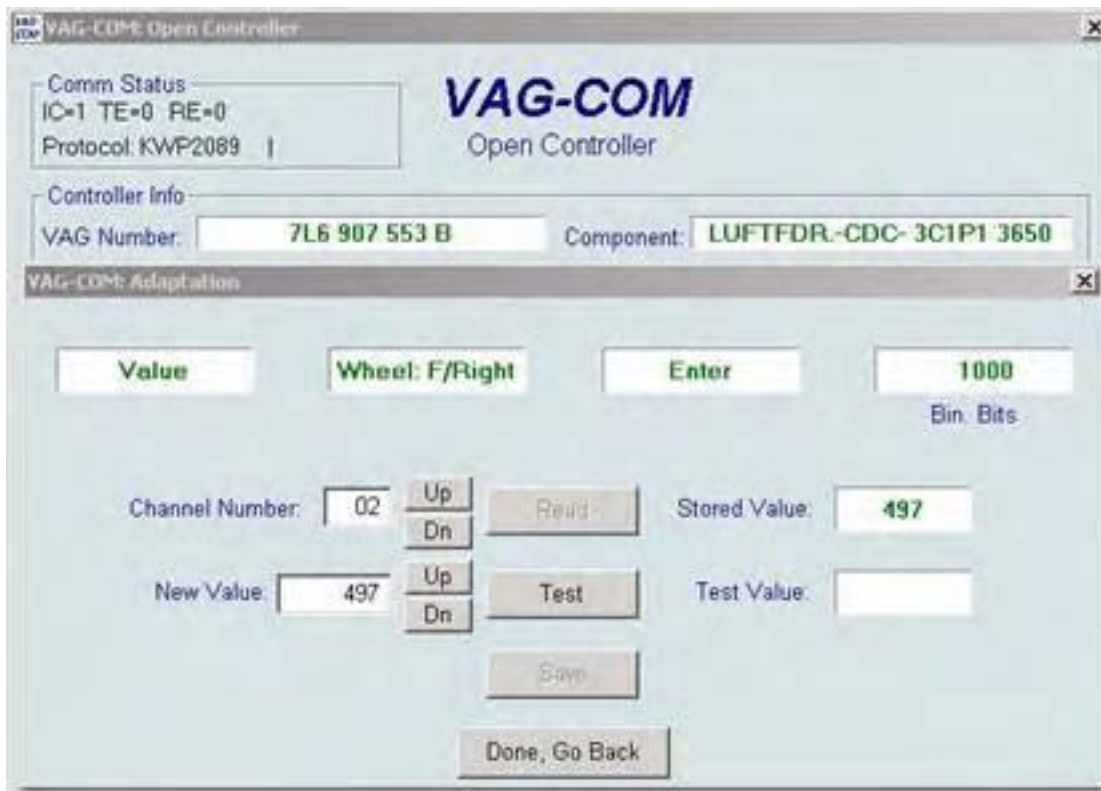 VAG-COM: Open Controller
Comm Status
IC=1 TE=0 RE=0
Protocol: KWP2089 |
VAG-COM
Open Controller
Controller Info
VAG Number: 7L6 907 553 B Component: LUFTFDR.-CDC- 3C1P1 3650
VAG-COM: Adaptation
Value Wheel: F/Right Enter 1000
Bin. Bits
Channel Number: 02 Up Dn Read Stored Value: 497
New Value: 497 Up Dn Test Test Value:
Save
Done, Go Back